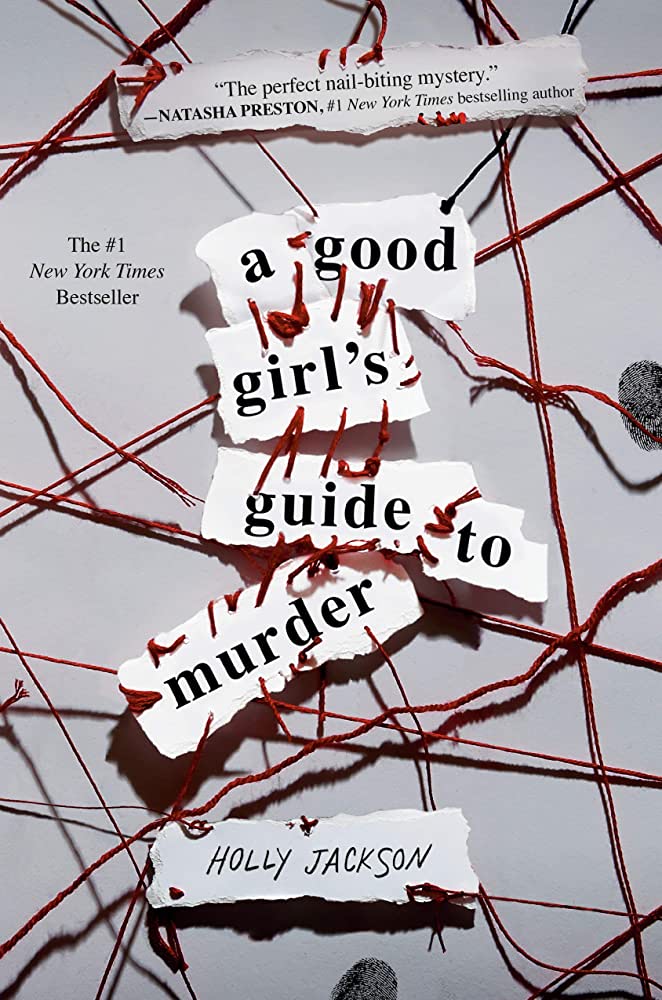 “The perfect nail-biting mystery.”
—NATASHA PRESTON, #1 New York Times bestselling author
The #1
New York Times
Bestseller
a good
girl’s
guide to
murder
HOLLY JACKSON